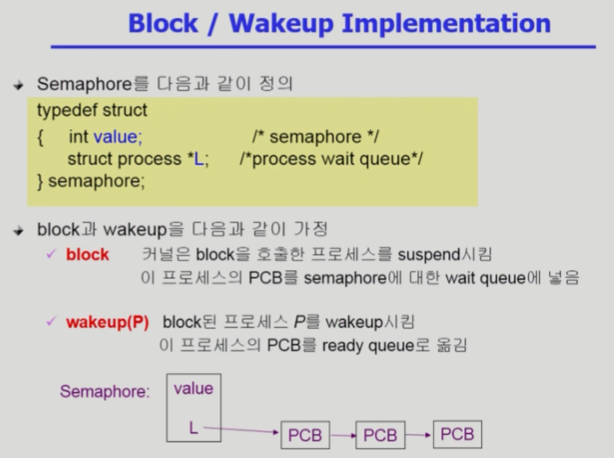 Block / Wakeup Implementation
Semaphore를 다음과 같이 정의
typedef struct
{ int value; /* semaphore */
struct process *L; /*process wait queue*/
} semaphore;
block과 wakeup을 다음과 같이 가정
block 커널은 block을 호출한 프로세스를 suspend시킴
이 프로세스의 PCB를 semaphore에 대한 wait queue에 넣음
wakeup(P) block된 프로세스 P를 wakeup시킴
이 프로세스의 PCB를 ready queue로 옮김
Semaphore: value
L PCB PCB PCB